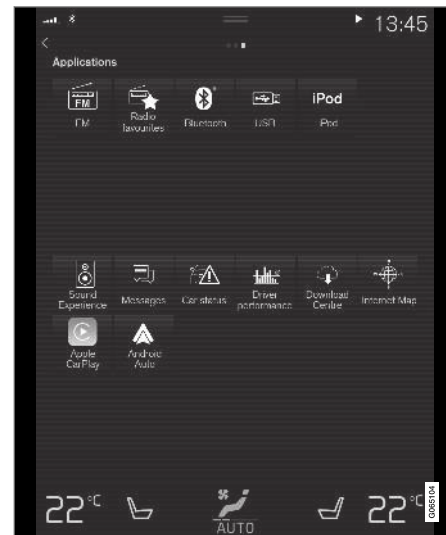 13:45
Applications
FM
iPod
FM
Radio
favourites
Bluetooth
USB
iPod
Sound
Experience
Messages
Car status
Driver
performance
Download
Centre
Internet Map
Apple
CarPlay
Android
Auto
22°C
AUTO
22°C
G065104